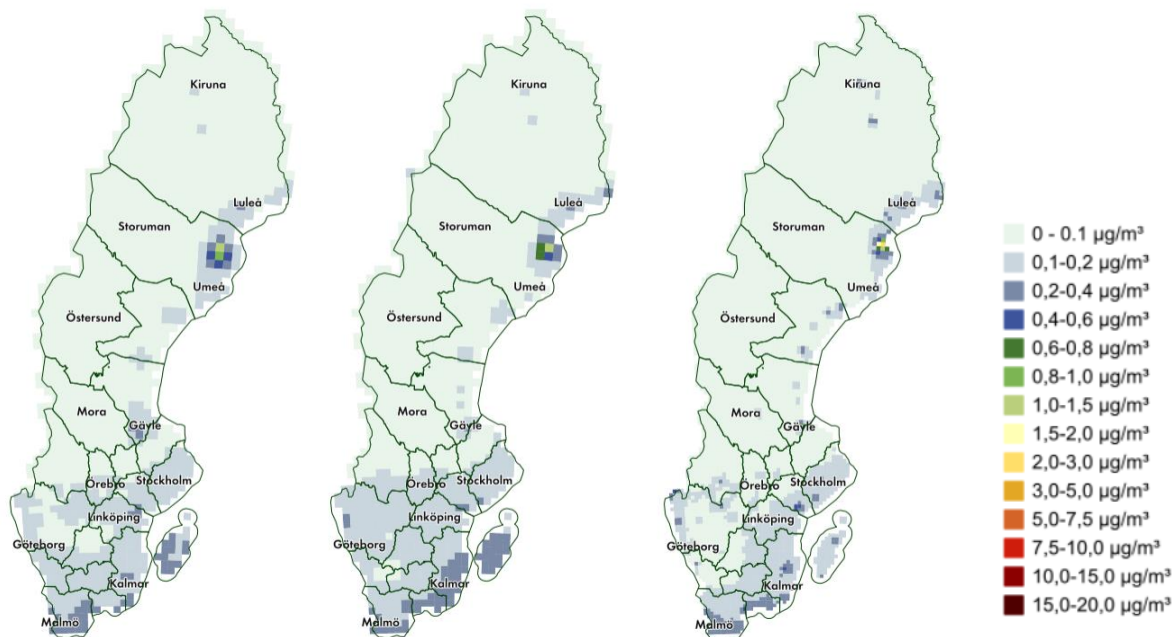 Kiruna
Luleå
Storuman
Umeå
Östersund
Mora
Gäyle
Örebro
Stockholm
Linköping
Göteborg
Kalmar
Malmö
Kiruna
Luleå
Storuman
Umeå
Östersund
Mora
Gäyle
Örebro
Stockholm
Linköping
Göteborg
Kalmar
Malmö
Kiruna
Luleå
Storuman
Umeå
Östersund
Mora
Gäyle
Örebro
Stockholm
Linköping
Göteborg
Kalmar
Malmö
0 - 0.1 µg/m³
0,1-0,2 µg/m³
0,2-0,4 µg/m³
0,4-0,6 µg/m³
0,6-0,8 µg/m³
0,8-1,0 µg/m³
1,0-1,5 µg/m³
1,5-2,0 µg/m³
2,0-3,0 µg/m³
3,0-5,0 µg/m³
5,0-7,5 µg/m³
7,5-10,0 µg/m³
10,0-15,0 µg/m³
15,0-20,0 µg/m³